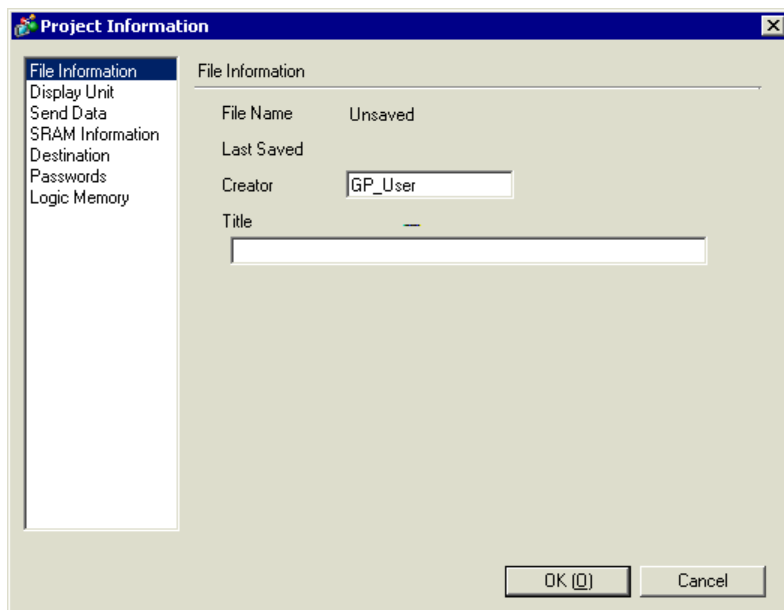 Project Information
File Information
Display Unit
Send Data
SRAM Information
Destination
Passwords
Logic Memory
File Information
File Name Unsaved
Last Saved
Creator GP_User
Title
OK (O) Cancel